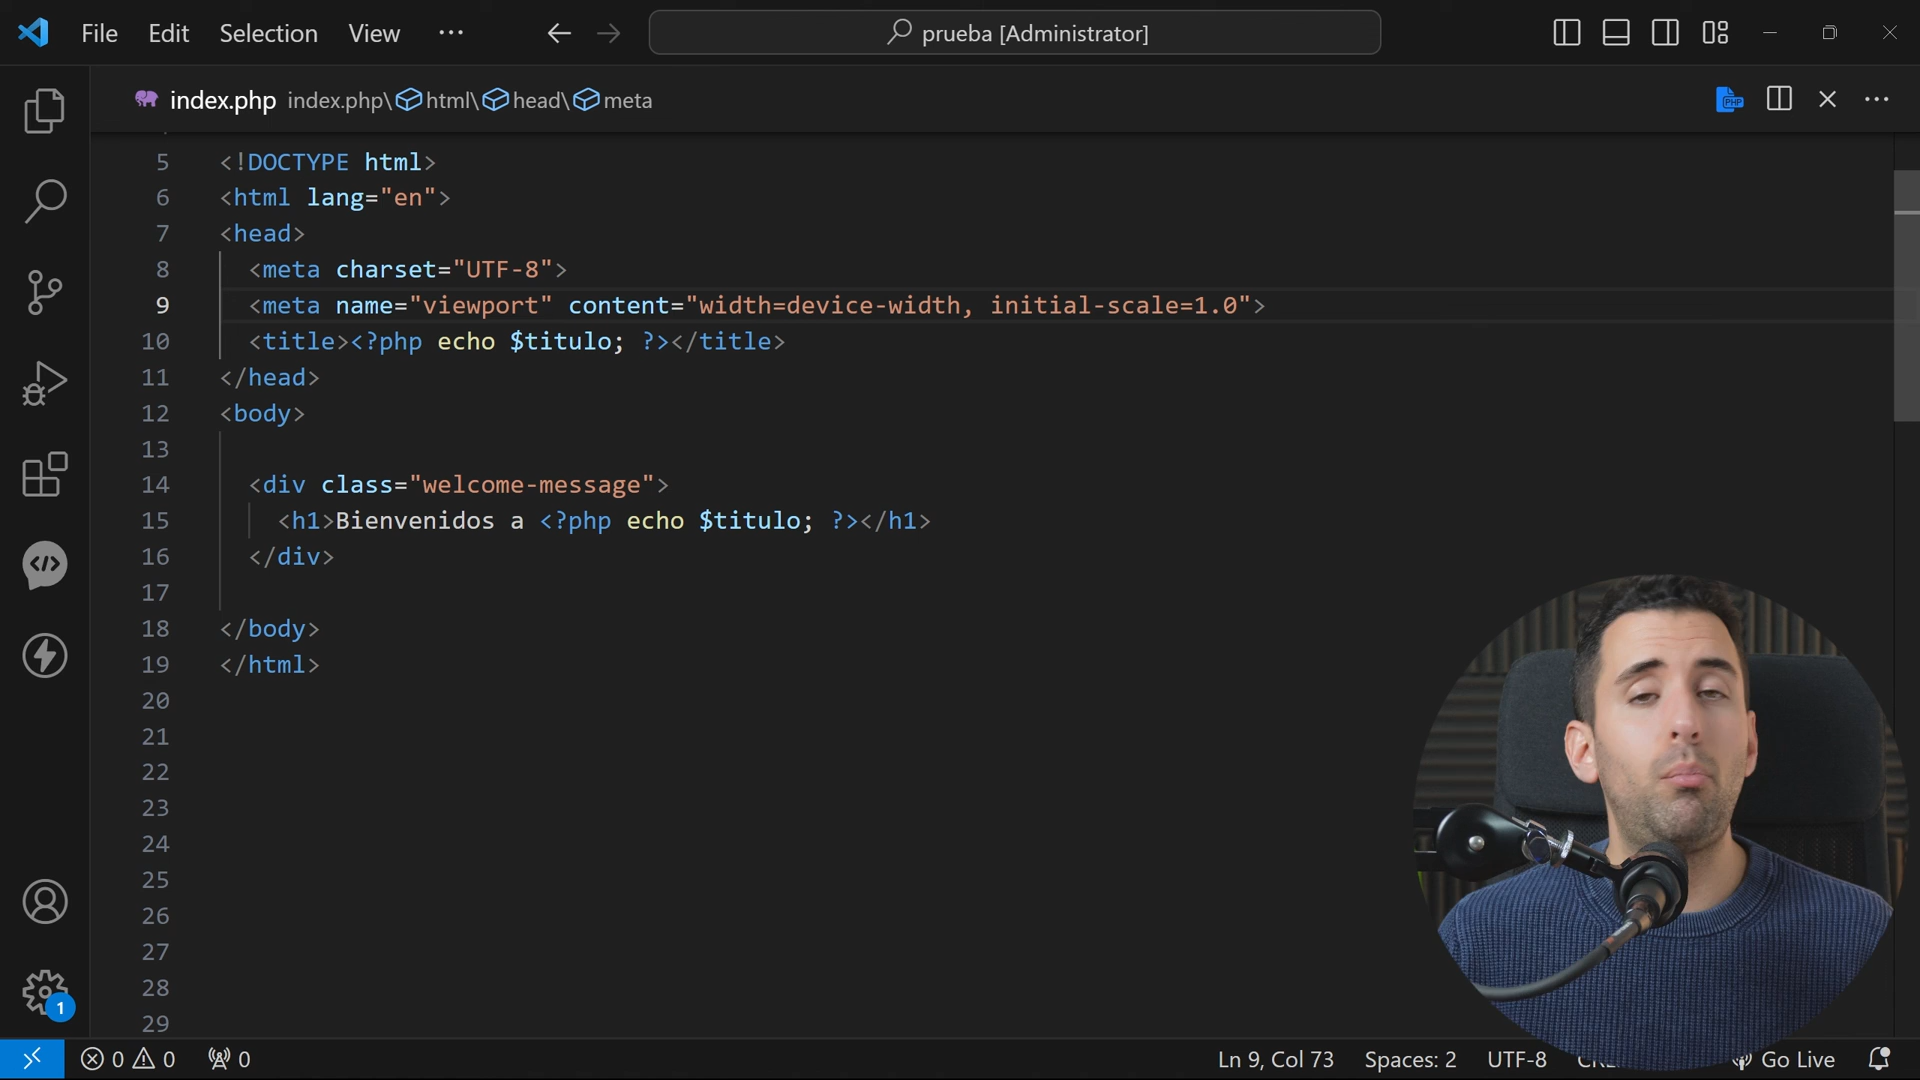 File Edit Selection View ··· prueba [Administrator]
index.php index.php\html\head\meta
5 <!DOCTYPE html>
6 <html lang="en">
7 <head>
8 <meta charset="UTF-8">
9 <meta name="viewport" content="width=device-width, initial-scale=1.0">
10 <title><?php echo $titulo; ?></title>
11 </head>
12 <body>
13
14 <div class="welcome-message">
15 <h1>Bienvenidos a <?php echo $titulo; ?></h1>
16 </div>
17
18 </body>
19 </html>
20
21
22
23
24
25
26
27
28
29
1
0 0 0 Ln 9, Col 73 Spaces: 2 UTF-8 Go Live
PHP